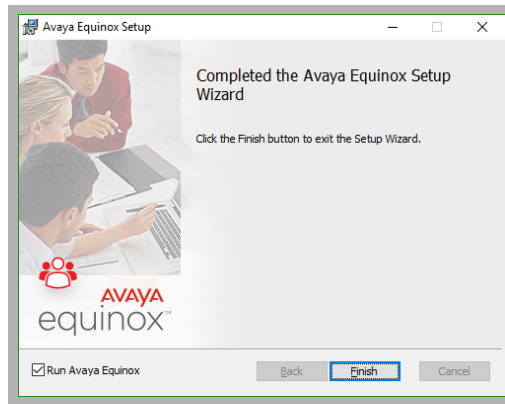 Avaya Equinox Setup
Completed the Avaya Equinox Setup
Wizard
Click the Finish button to exit the Setup Wizard.
AVAYA
equinox™
Run Avaya Equinox
Back
Finish
Cancel